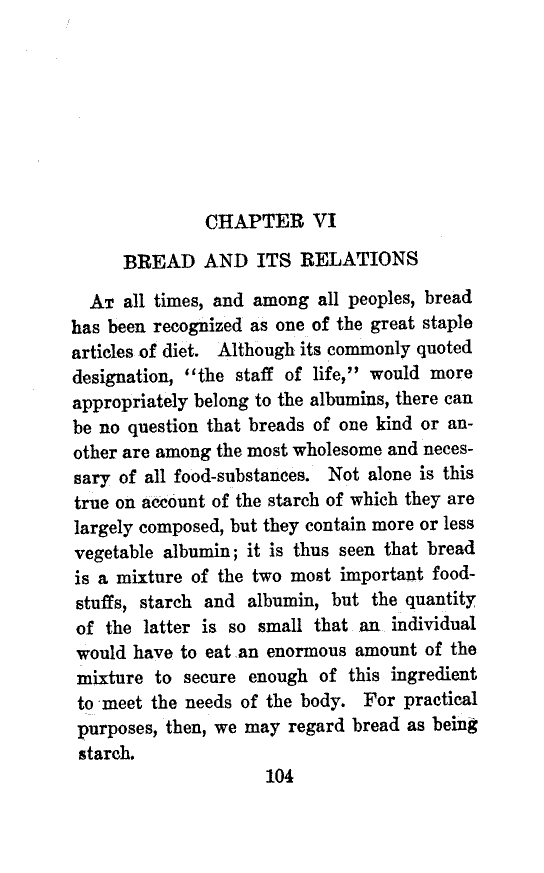 CHAPTER VI
BREAD AND ITS RELATIONS
At all times, and among all peoples, bread
has been recognized as one of the great staple
articles of diet. Although its commonly quoted
designation, "the staff of life," would more
appropriately belong to the albumins, there can
be no question that breads of one kind or an-
other are among the most wholesome and neces-
sary of all food-substances. Not alone is this
true on account of the starch of which they are
largely composed, but they contain more or less
vegetable albumin; it is thus seen that bread
is a mixture of the two most important food-
stuffs, starch and albumin, but the quantity
of the latter is so small that an individual
would have to eat an enormous amount of the
mixture to secure enough of this ingredient
to meet the needs of the body. For practical
purposes, then, we may regard bread as being
starch.
104